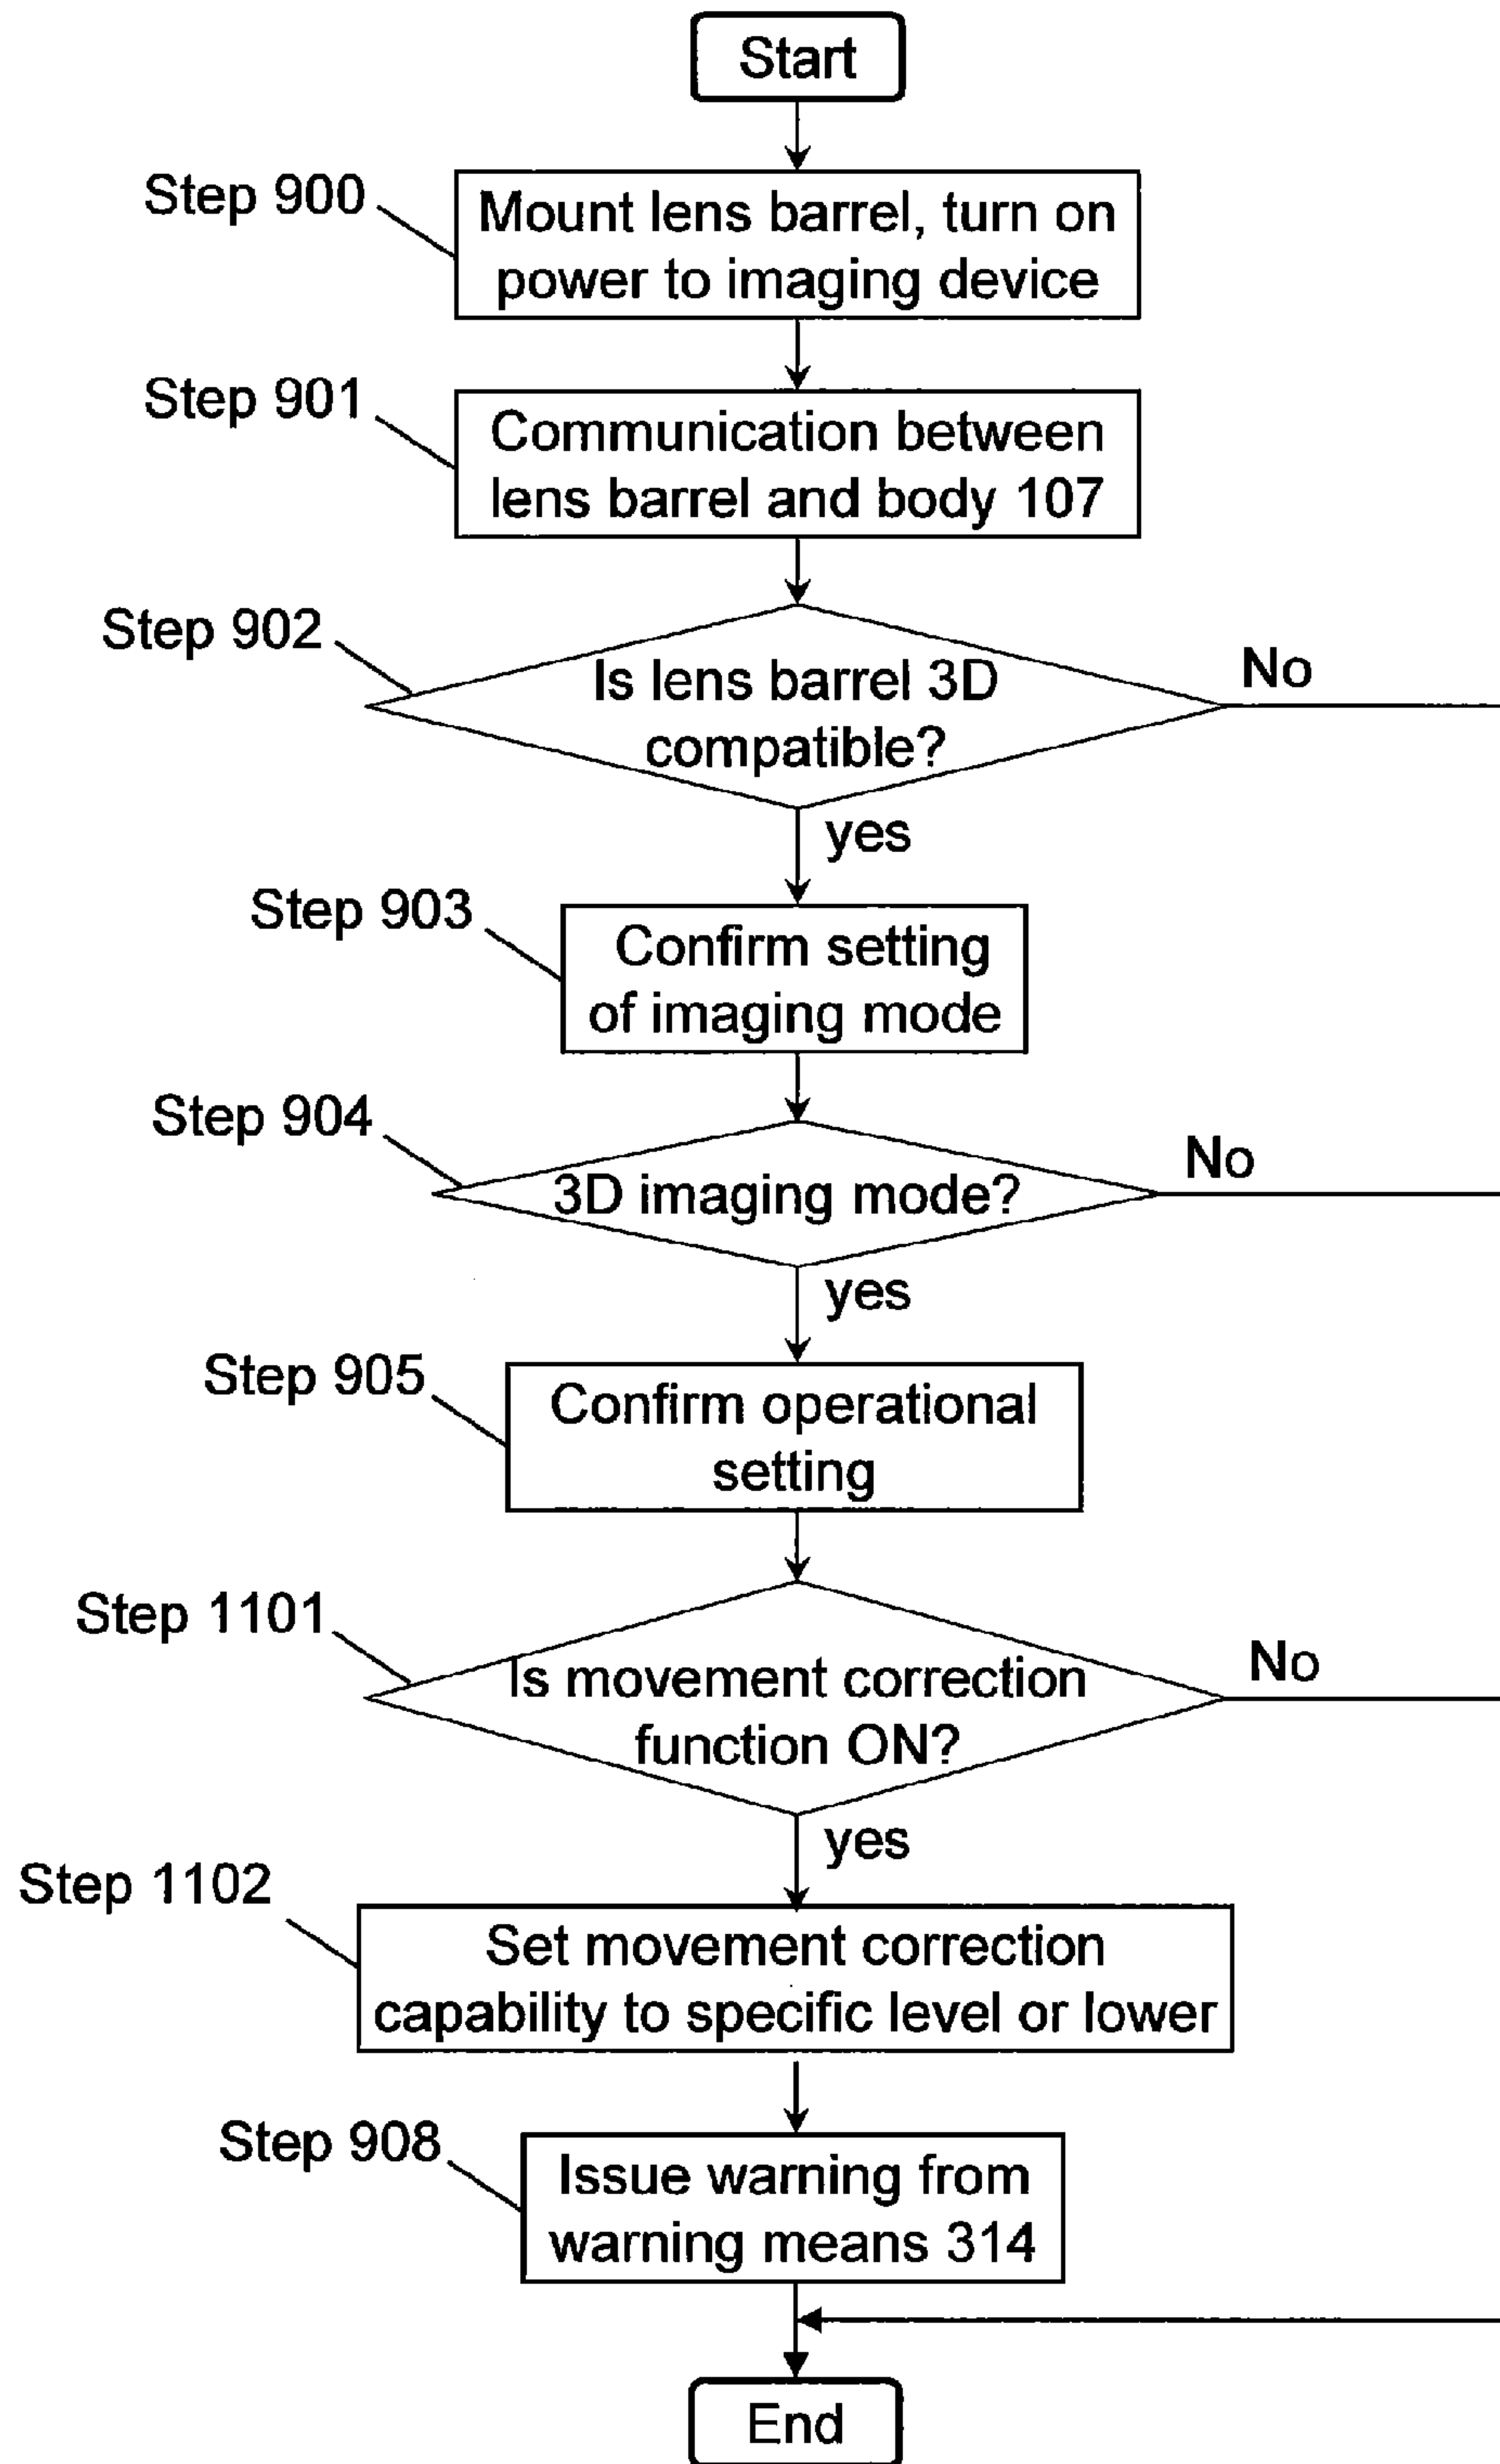 Start
Step 900
Mount lens barrel, turn on
power to imaging device
Step 901
Communication between
lens barrel and body 107
Step 902
Is lens barrel 3D
compatible?
No
yes
Step 903
Confirm setting
of imaging mode
Step 904
3D imaging mode?
No
yes
Step 905
Confirm operational
setting
Step 1101
Is movement correction
function ON?
No
yes
Step 1102
Set movement correction
capability to specific level or lower
Step 908
Issue warning from
warning means 314
End